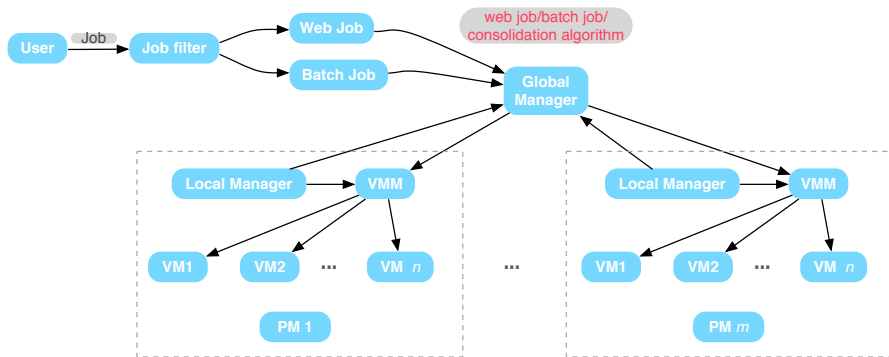 web job/batch job/
consolidation algorithm
Web Job
User
Job
Job filter
Batch Job
Global
Manager
Local Manager
VMM
VM1
VM2
...
VM n
PM 1
...
Local Manager
VMM
VM1
VM2
...
VM n
PM m